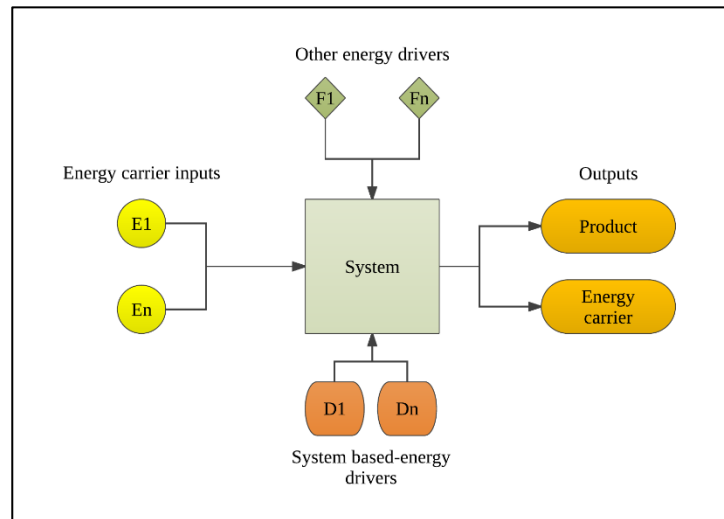 Other energy drivers
F1
Fn
Energy carrier inputs
Outputs
E1
Product
System
En
Energy
carrier
D1
Dn
System based-energy
drivers